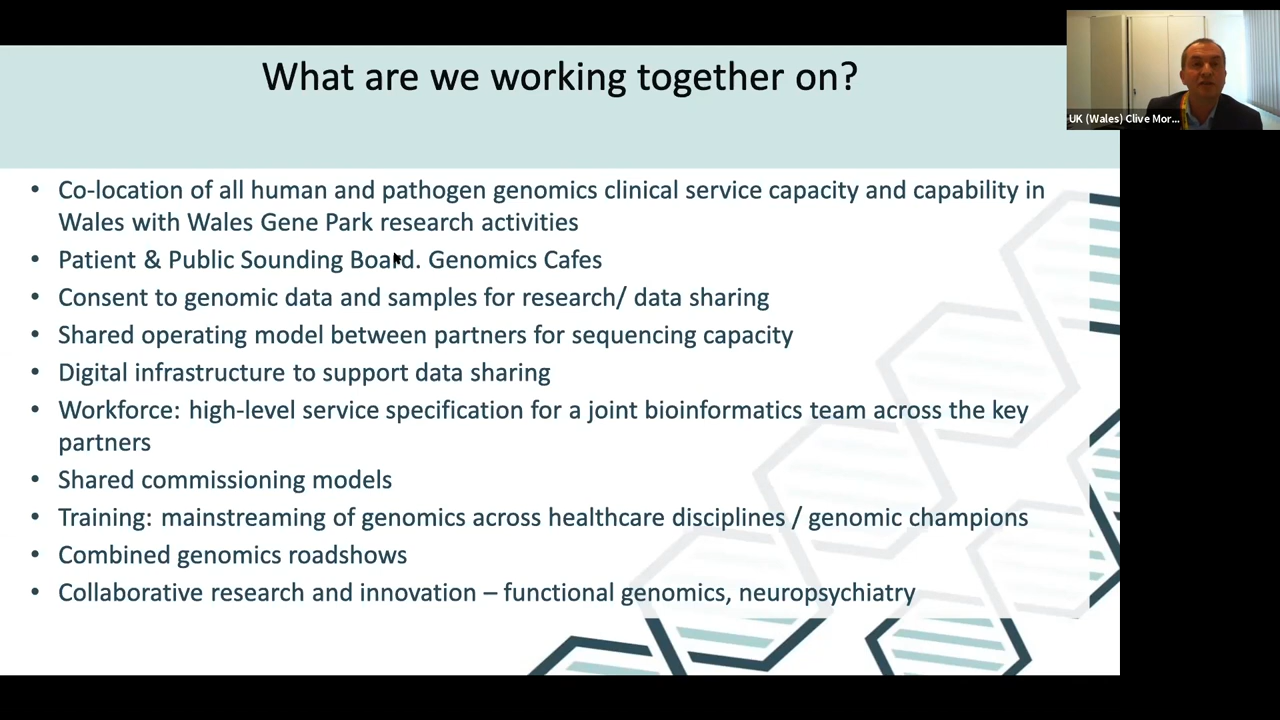 What are we working together on?
UK (Wales) Clive Mor...
• Co-location of all human and pathogen genomics clinical service capacity and capability in
Wales with Wales Gene Park research activities
• Patient & Public Sounding Board. Genomics Cafes
• Consent to genomic data and samples for research/ data sharing
• Shared operating model between partners for sequencing capacity
• Digital infrastructure to support data sharing
• Workforce: high-level service specification for a joint bioinformatics team across the key
partners
• Shared commissioning models
• Training: mainstreaming of genomics across healthcare disciplines / genomic champions
• Combined genomics roadshows
• Collaborative research and innovation – functional genomics, neuropsychiatry